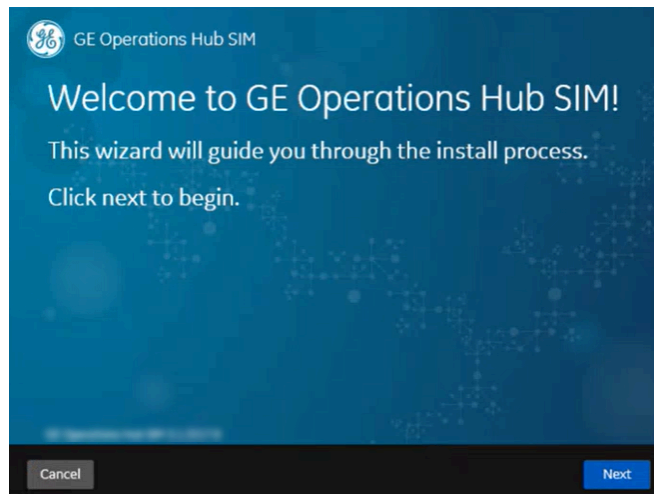 GE Operations Hub SIM
Welcome to GE Operations Hub SIM!
This wizard will guide you through the install process.
Click next to begin.
Cancel
Next